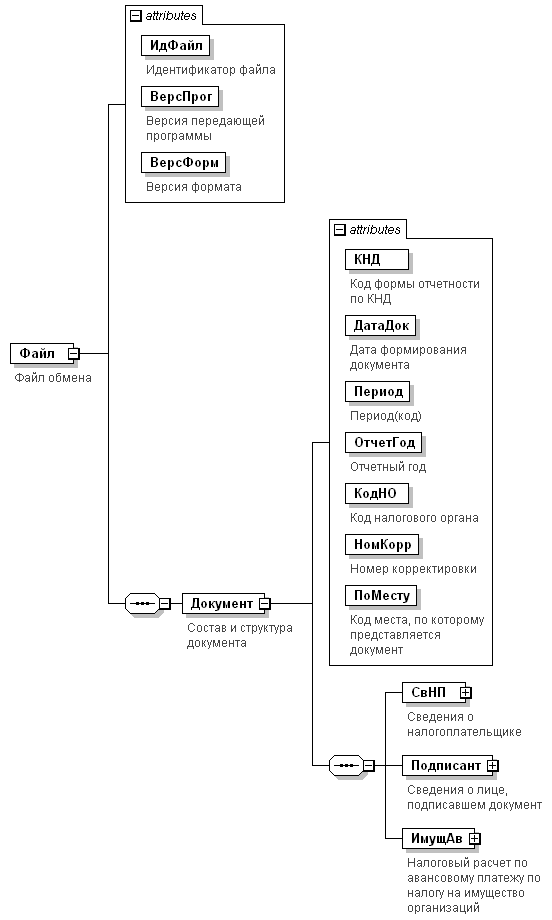 attributes
ИдФайл
Идентификатор файла
ВерсПрог
Версия передающей
программы
ВерсФорм
Версия формата
Файл
Файл обмена
attributes
КНД
Код формы отчетности
по КНД
ДатаДок
Дата формирования
документа
Период
Период(код)
ОтчетГод
Отчетный год
КодНО
Код налогового органа
НомКорр
Номер корректировки
ПоМесту
Код места, по которому
представляется
документ
Документ
Состав и структура
документа
СвНП
Сведения о
налогоплательщике
Подписант
Сведения о лице,
подписавшем документ
ИмущАв
Налоговый расчет по
авансовому платежу по
налогу на имущество
организаций